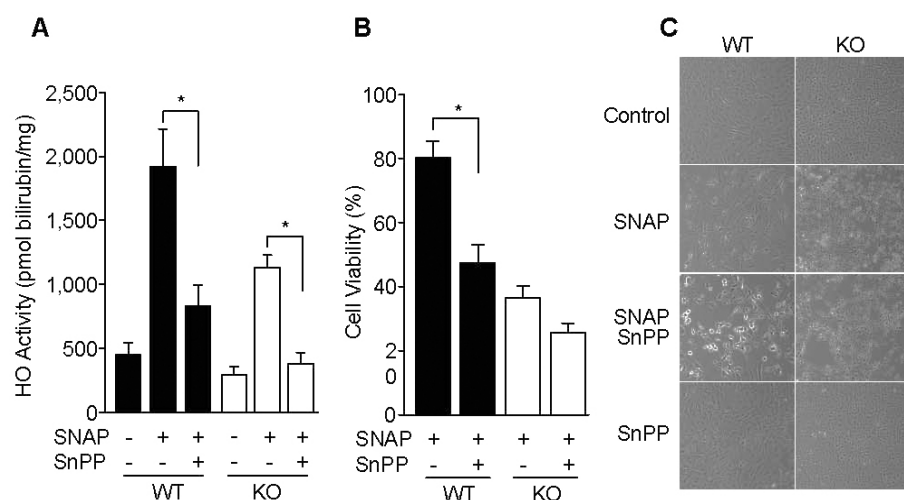 A
HO Activity (pmol bilirubin/mg)
2,500
2,000
1,500
1,000
500
0
*
*
SNAP - + + - + +
SnPP - - + - - +
WT KO
B
Cell Viability (%)
100
80
60
40
2
0
0
*
SNAP + + + +
SnPP - + - +
WT KO
C
WT KO
Control
SNAP
SNAP
SnPP
SnPP